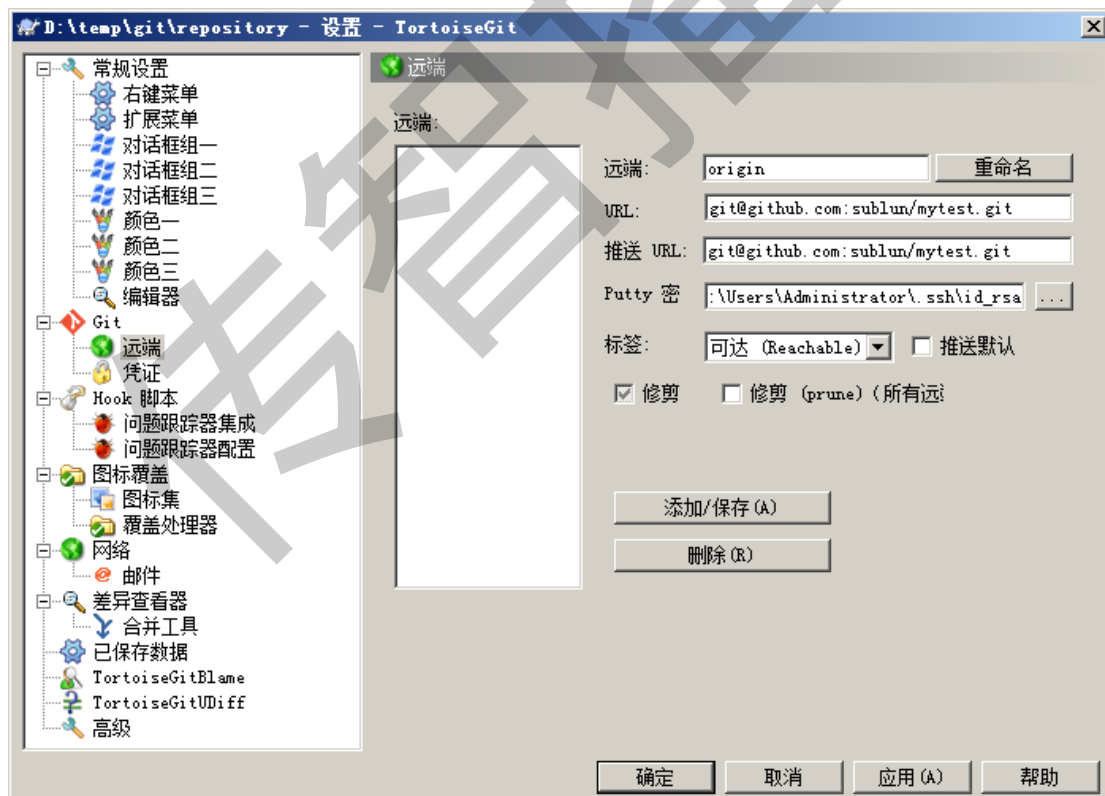 D:\temp\git\repository - 设置 - TortoiseGit
常规设置
右键菜单
扩展菜单
对话框组一
对话框组二
对话框组三
颜色一
颜色二
颜色三
编辑器
Git
远端
凭证
Hook 脚本
问题跟踪器集成
问题跟踪器配置
图标覆盖
图标集
覆盖处理器
网络
邮件
差异查看器
合并工具
已保存数据
TortoiseGitBlame
TortoiseGitUDiff
高级
远端
远端:
远端: origin 重命名
URL: git@github.com:sublun/mytest.git
推送 URL: git@github.com:sublun/mytest.git
Putty 密 :\Users\Administrator\.ssh\id_rsa ...
标签: 可达 (Reachable) 推送默认
修剪 修剪 (prune)(所有远
添加/保存(A)
删除(R)
确定 取消 应用(A) 帮助
传智播